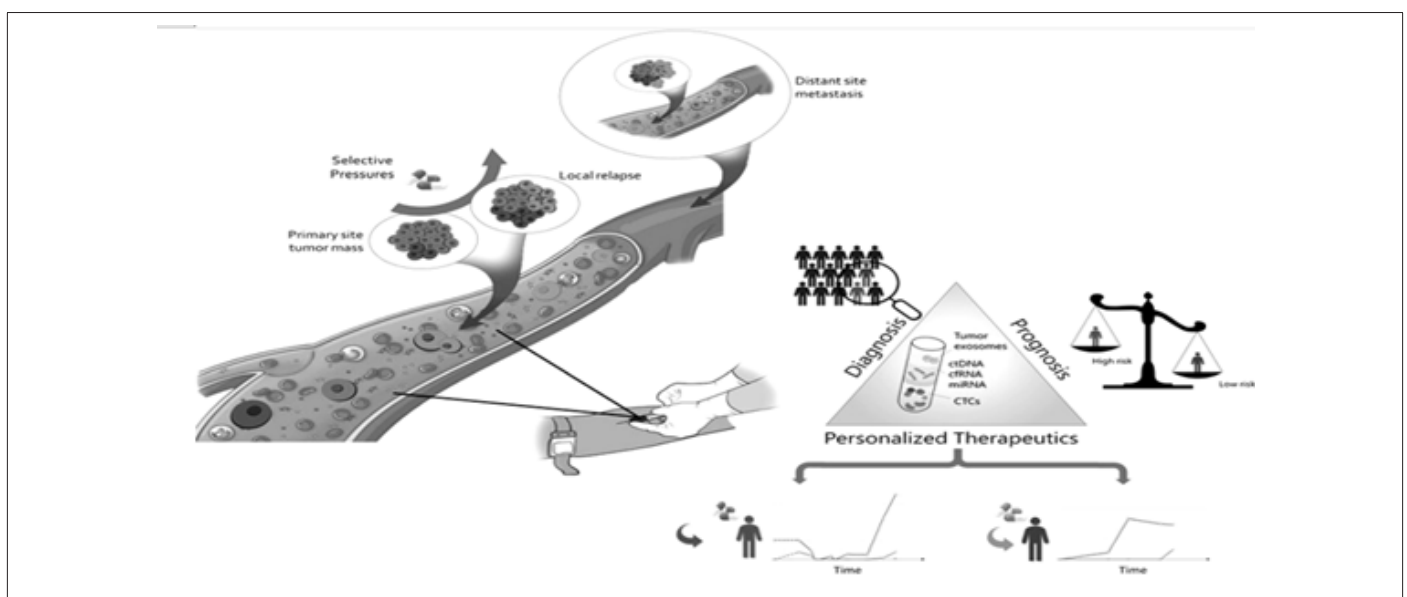 Distant site
metastasis
Selective
Pressures
Local relapse
Primary site
tumor mass
Diagnosis
Prognosis
Tumor
exosomes
ctDNA
cfRNA
miRNA
CTCs
High risk
Low risk
Personalized Therapeutics
Time
Time